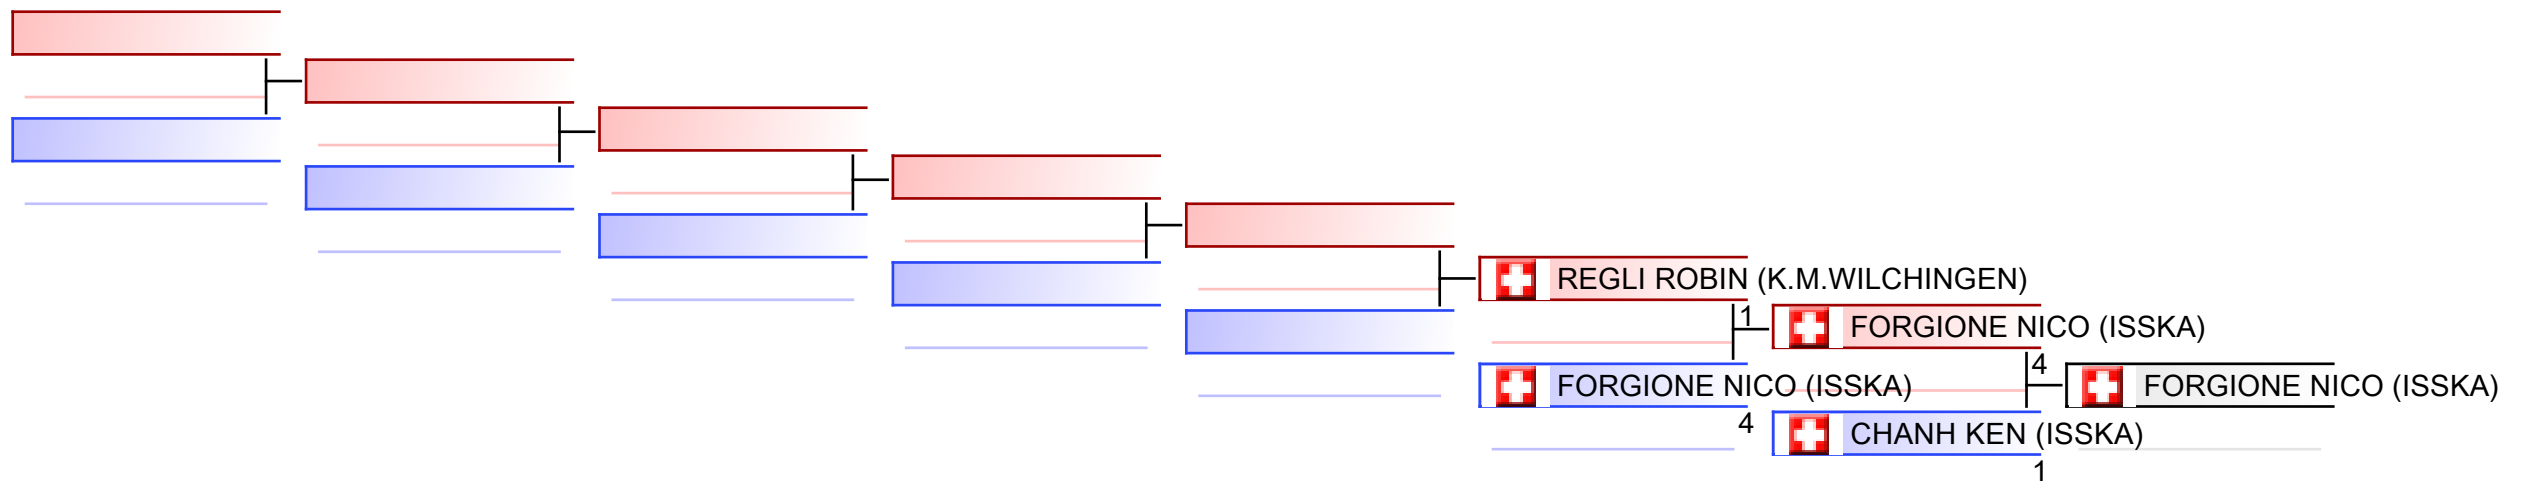 REGLI ROBIN (K.M.WILCHINGEN)
1
FORGIONE NICO (ISSKA)
4
FORGIONE NICO (ISSKA)
FORGIONE NICO (ISSKA)
4
CHANH KEN (ISSKA)
1